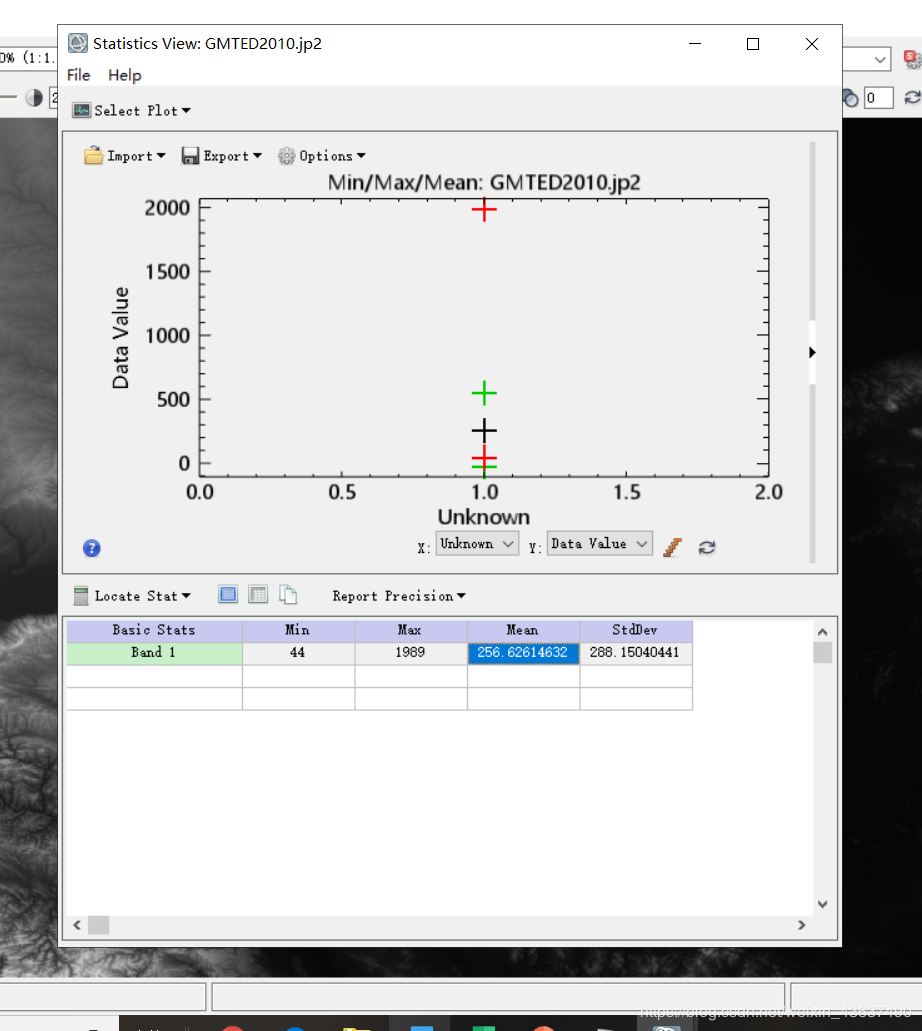 Statistics View: GMTED2010.jp2
0% (1:1.
File Help
2
0
Select Plot
Import Export Options
Min/Max/Mean: GMTED2010.jp2
2000
1500
1000
500
0
Data Value
0.0 0.5 1.0 1.5 2.0
Unknown
X: Unknown Y: Data Value
Locate Stat Report Precision
Basic Stats Min Max Mean StdDev
Band 1 44 1989 256.62614632 288.15040441
https://blog.csdn.net/weixin_43637490